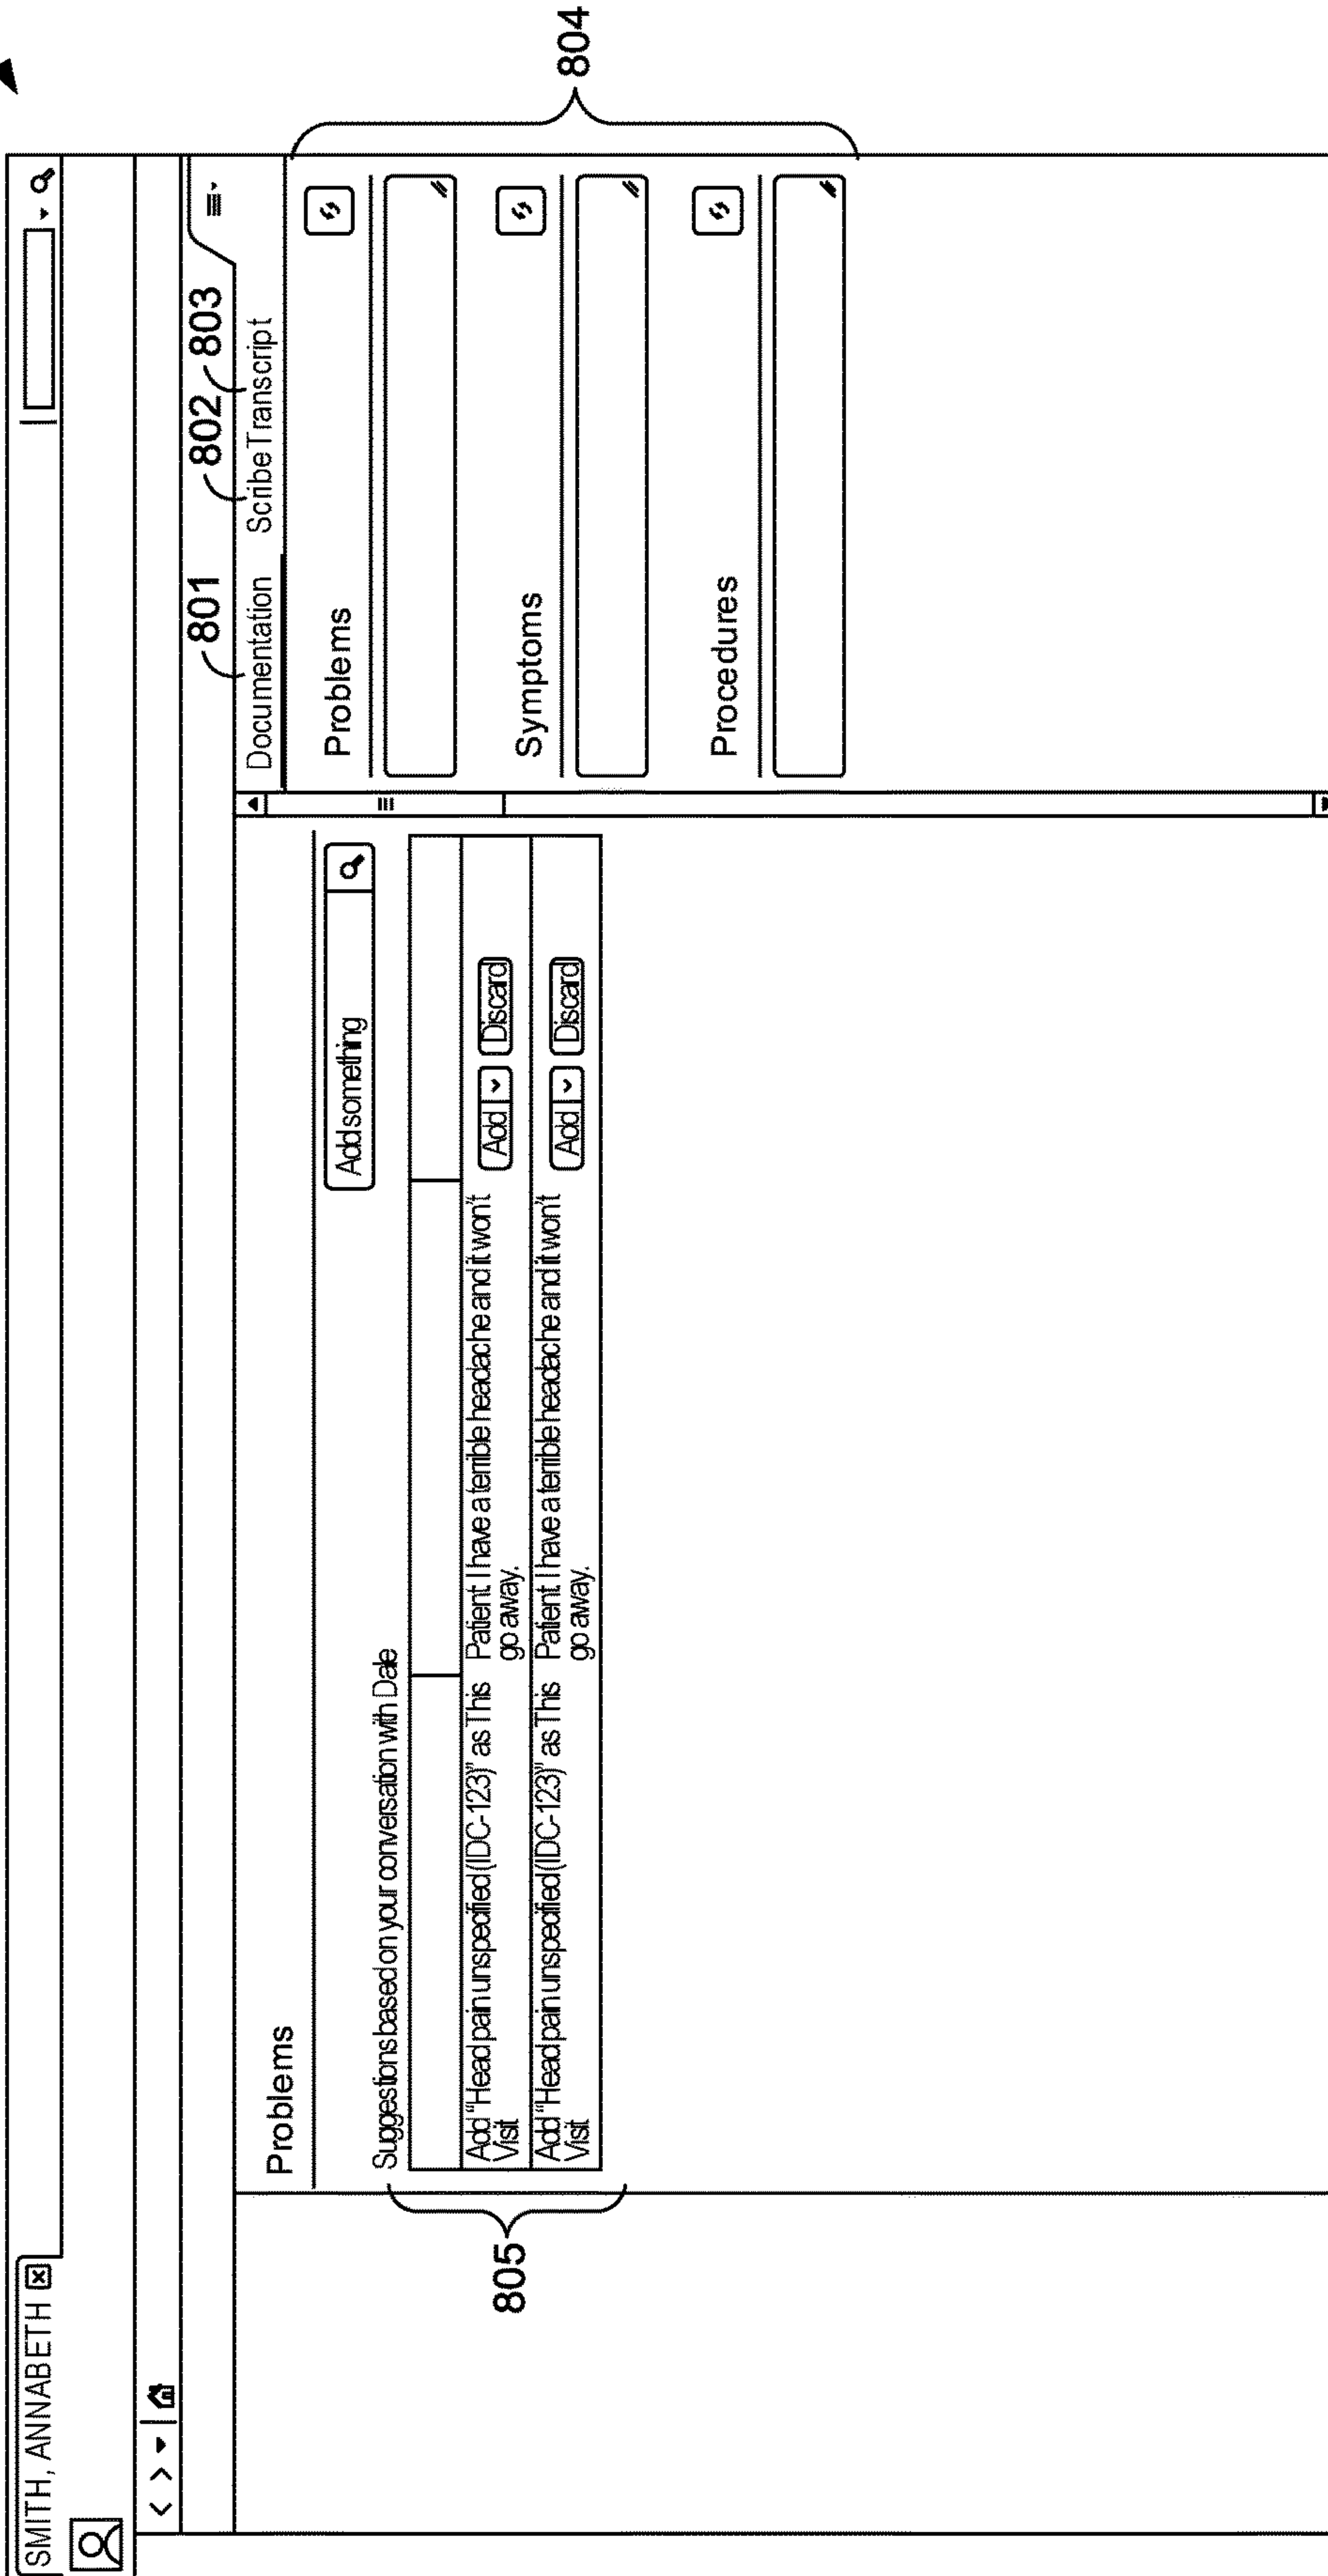 SMITH, ANNABETH
801 802 803
Documentation Scribe Transcript
Problems
Add something
Suggestions based on your conversation with Dale
Add "Head pain unspecified (IDC-123)" as This
Visit
Patient I have a terrible headache and it won't
go away.
Add
Discard
Add "Head pain unspecified (IDC-123)" as This
Visit
Patient I have a terrible headache and it won't
go away.
Add
Discard
805
Problems
Symptoms
Procedures
804